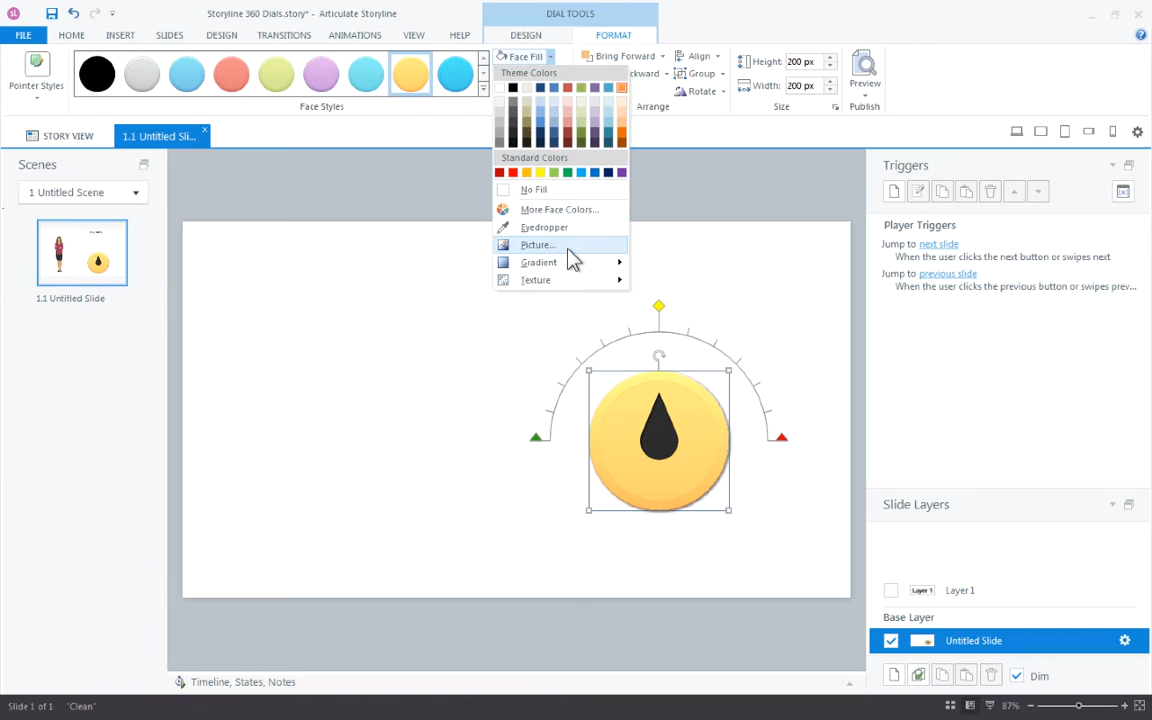 Storyline 360 Dials.story* - Articulate Storyline
DIAL TOOLS
FILE HOME INSERT SLIDES DESIGN TRANSITIONS ANIMATIONS VIEW HELP DESIGN FORMAT
Pointer Styles
Face Styles
Face Fill
Bring Forward
Align
Height: 200 px
Group
Rotate
Width: 200 px
Arrange
Size
Preview
Publish
Theme Colors
Standard Colors
No Fill
More Face Colors...
Eyedropper
Picture...
Gradient
Texture
STORY VIEW
1.1 Untitled Sli...
Scenes
1 Untitled Scene
1.1 Untitled Slide
Triggers
Player Triggers
Jump to next slide
When the user clicks the next button or swipes next
Jump to previous slide
When the user clicks the previous button or swipes prev...
Slide Layers
Layer 1 Layer 1
Base Layer
Untitled Slide
Dim
Timeline, States, Notes
Slide 1 of 1 "Clean"
87%